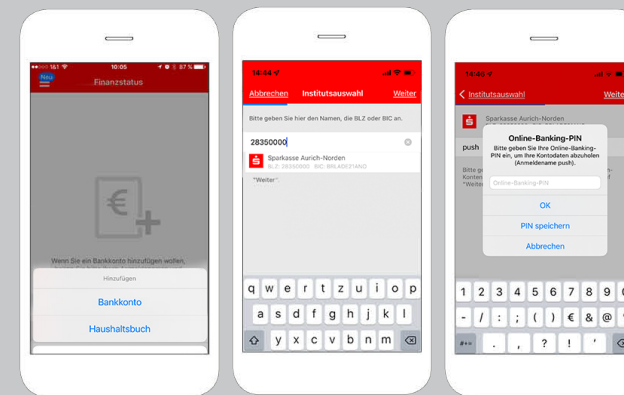 1&1
10:05
87 %
Neu
Finanzstatus
Wenn Sie ein Bankkonto hinzufügen wollen,
Hinzufügen
Bankkonto
Haushaltsbuch
14:44
Abbrechen Institutsauswahl Weiter
Bitte geben Sie hier den Namen, die BLZ oder BIC an.
28350000
Sparkasse Aurich-Norden
BLZ: 28350000 BIC: BRLADE21ANO
"Weiter"
q w e r t z u i o p
a s d f g h j k l
y x c v b n m
14:46
Institutsauswahl Weite
Sparkasse Aurich-Norden
push
Online-Banking-PIN
Bitte geben Sie Ihre Online-Banking-
PIN ein, um Ihre Kontodaten abzuholen
(Anmeldename push).
Online-Banking-PIN
OK
PIN speichern
Abbrechen
1 2 3 4 5 6 7 8 9
- / : ; ( ) € & @
#+= . , ? ! '